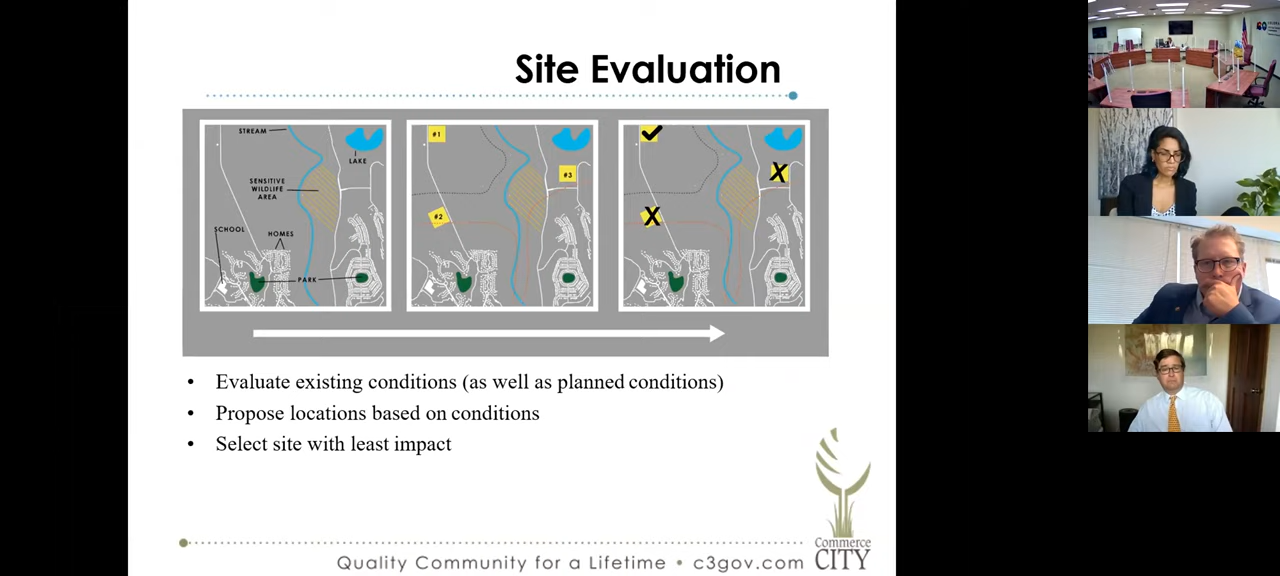 Site Evaluation
STREAM
LAKE
SENSITIVE
WILDLIFE
AREA
SCHOOL
HOMES
PARK
#1
#2
#3
X
X
• Evaluate existing conditions (as well as planned conditions)
• Propose locations based on conditions
• Select site with least impact
Quality Community for a Lifetime • c3gov.com
Commerce
CITY